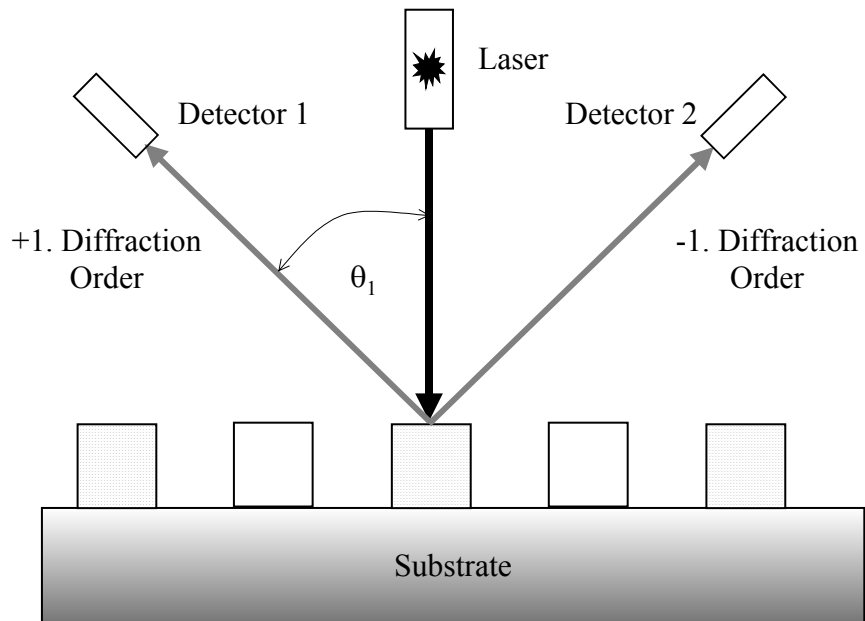 Laser
Detector 1
Detector 2
+1. Diffraction
Order
-1. Diffraction
Order
θ1
Substrate